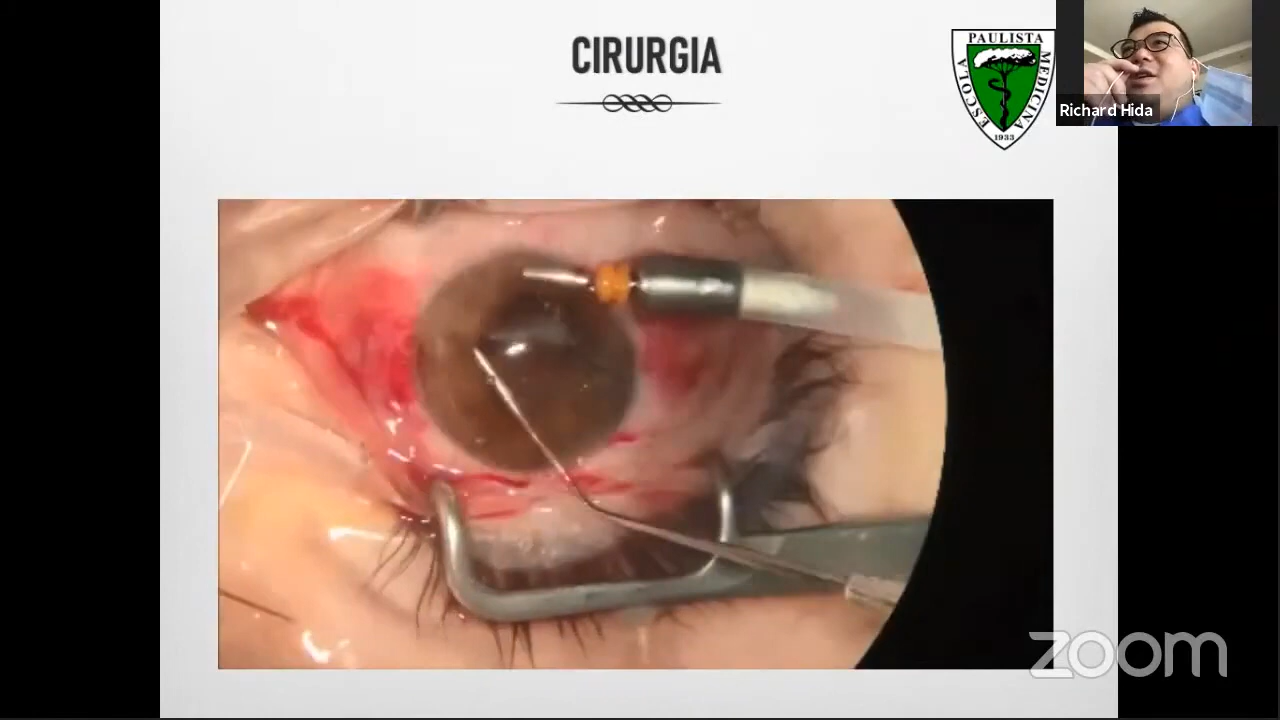 CIRURGIA
ESCOLA
PAULISTA
MEDICINA
1933
Richard Hida
zoom